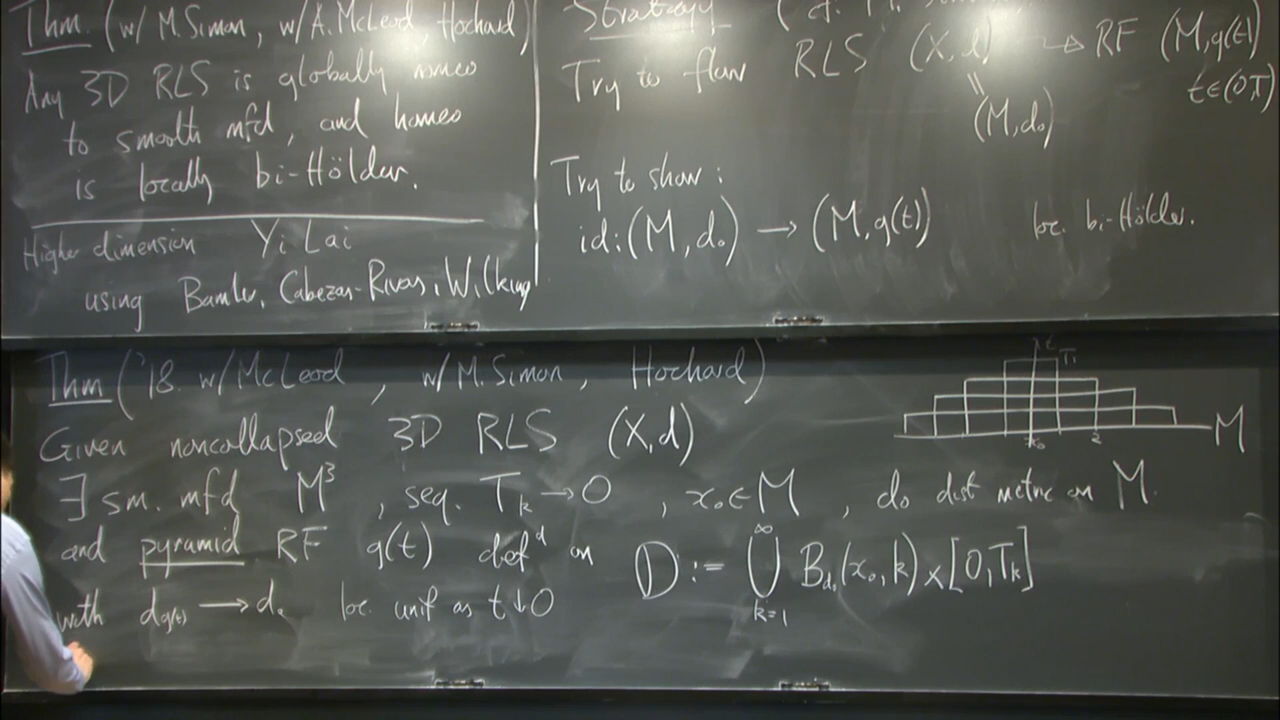 Thm. (w/ M. Simon, w/ A. McLeod, Hochard)
Any 3D RLS is globally homeo
to smooth mfd, and homeo
is locally bi-Hölder.
Higher dimension Yi Lai
using Bamler, Cabezas-Rivas, Wilking
Strategy
Try to flow RLS (X,d) → RF (M,g(t))
t∈(0,T)
||
(M,d₀)
Try to show:
id: (M,d₀) → (M,g(t)) loc. bi-Hölder.
Thm ('18. w/ McLeod, w/ M. Simon, Hochard)
Given noncollapsed 3D RLS (X,d)
∃ sm. mfd M³, seq. T_k → 0, x₀∈M, d₀ dist metric on M.
and pyramid RF g(t) defᵈ on D := ⋃_{k=1}^{∞} B_{d₀}(x₀,k) × [0,T_k]
with d_{g(t)} → d₀ loc. unif as t↓0
t
T₁
x₀ 2 M